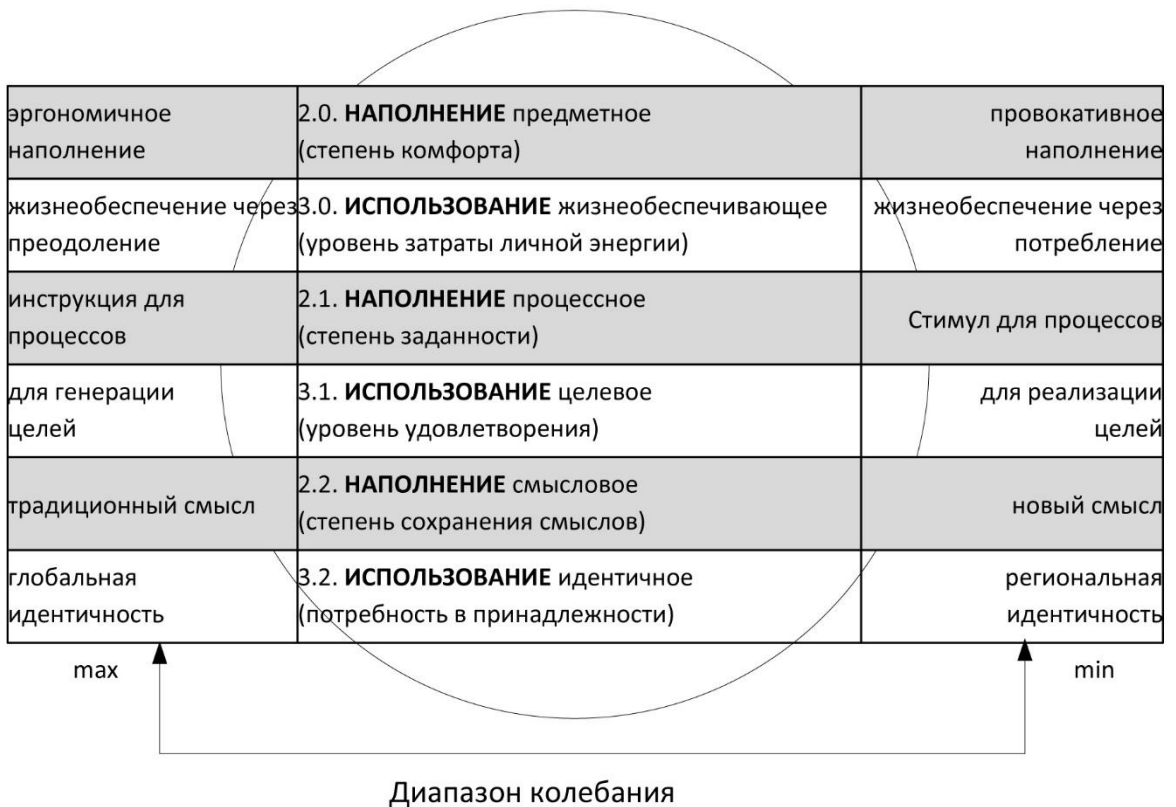 эргономичное
наполнение
2.0. НАПОЛНЕНИЕ предметное
(степень комфорта)
провокативное
наполнение
жизнеобеспечение через
преодоление
3.0. ИСПОЛЬЗОВАНИЕ жизнеобеспечивающее
(уровень затраты личной энергии)
жизнеобеспечение через
потребление
инструкция для
процессов
2.1. НАПОЛНЕНИЕ процессное
(степень заданности)
Стимул для процессов
для генерации
целей
3.1. ИСПОЛЬЗОВАНИЕ целевое
(уровень удовлетворения)
для реализации
целей
традиционный смысл
2.2. НАПОЛНЕНИЕ смысловое
(степень сохранения смыслов)
новый смысл
глобальная
идентичность
3.2. ИСПОЛЬЗОВАНИЕ идентичное
(потребность в принадлежности)
региональная
идентичность
max
min
Диапазон колебания